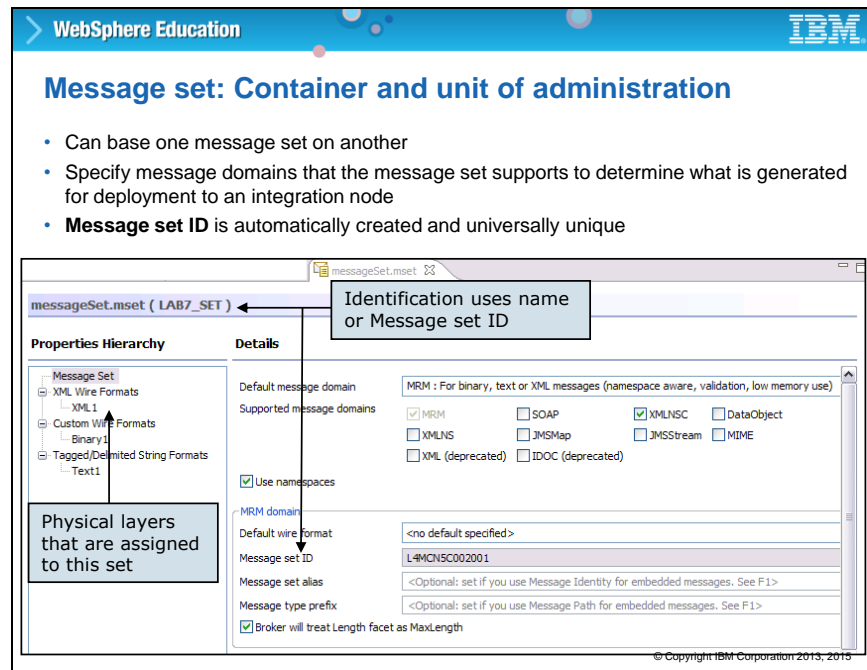 WebSphere Education
IBM
Message set: Container and unit of administration
• Can base one message set on another
• Specify message domains that the message set supports to determine what is generated
for deployment to an integration node
• Message set ID is automatically created and universally unique
messageSet.mset
messageSet.mset ( LAB7_SET )
Identification uses name
or Message set ID
Properties Hierarchy
Details
Message Set
XML Wire Formats
XML1
Custom Wire Formats
Binary1
Tagged/Delimited String Formats
Text1
Physical layers
that are assigned
to this set
Default message domain
MRM : For binary, text or XML messages (namespace aware, validation, low memory use)
Supported message domains
MRM
SOAP
XMLNSC
DataObject
XMLNS
JMSMap
JMSStream
MIME
XML (deprecated)
IDOC (deprecated)
Use namespaces
MRM domain
Default wire format
<no default specified>
Message set ID
L4MCN5C002001
Message set alias
<Optional: set if you use Message Identity for embedded messages. See F1>
Message type prefix
<Optional: set if you use Message Path for embedded messages. See F1>
Broker will treat Length facet as MaxLength
© Copyright IBM Corporation 2013, 2015